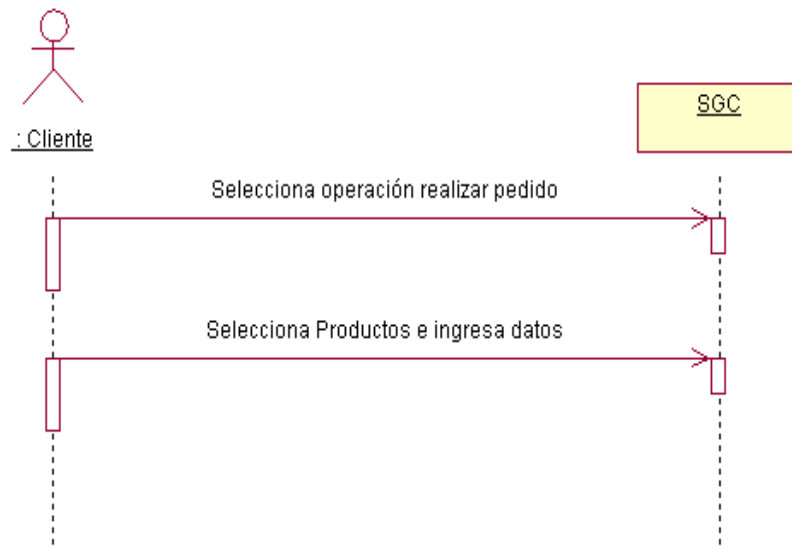 SGC
: Cliente
Selecciona operación realizar pedido
Selecciona Productos e ingresa datos